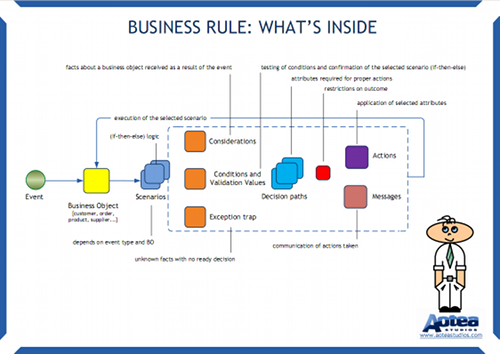 BUSINESS RULE: WHAT'S INSIDE
facts about a business object received as a result of the event
testing of conditions and confirmation of the selected scenario (if-then-else)
attributes required for proper actions
restrictions on outcome
execution of the selected scenario
application of selected attributes
(if-then-else) logic
Considerations
Actions
Conditions and
Validation Values
Event
Business Object
[customer, order,
product, supplier...]
Scenarios
Decision paths
Messages
Exception trap
depends on event type and BO
communication of actions taken
unknown facts with no ready decision
Aotea
STUDIOS
www.aoteastudios.com